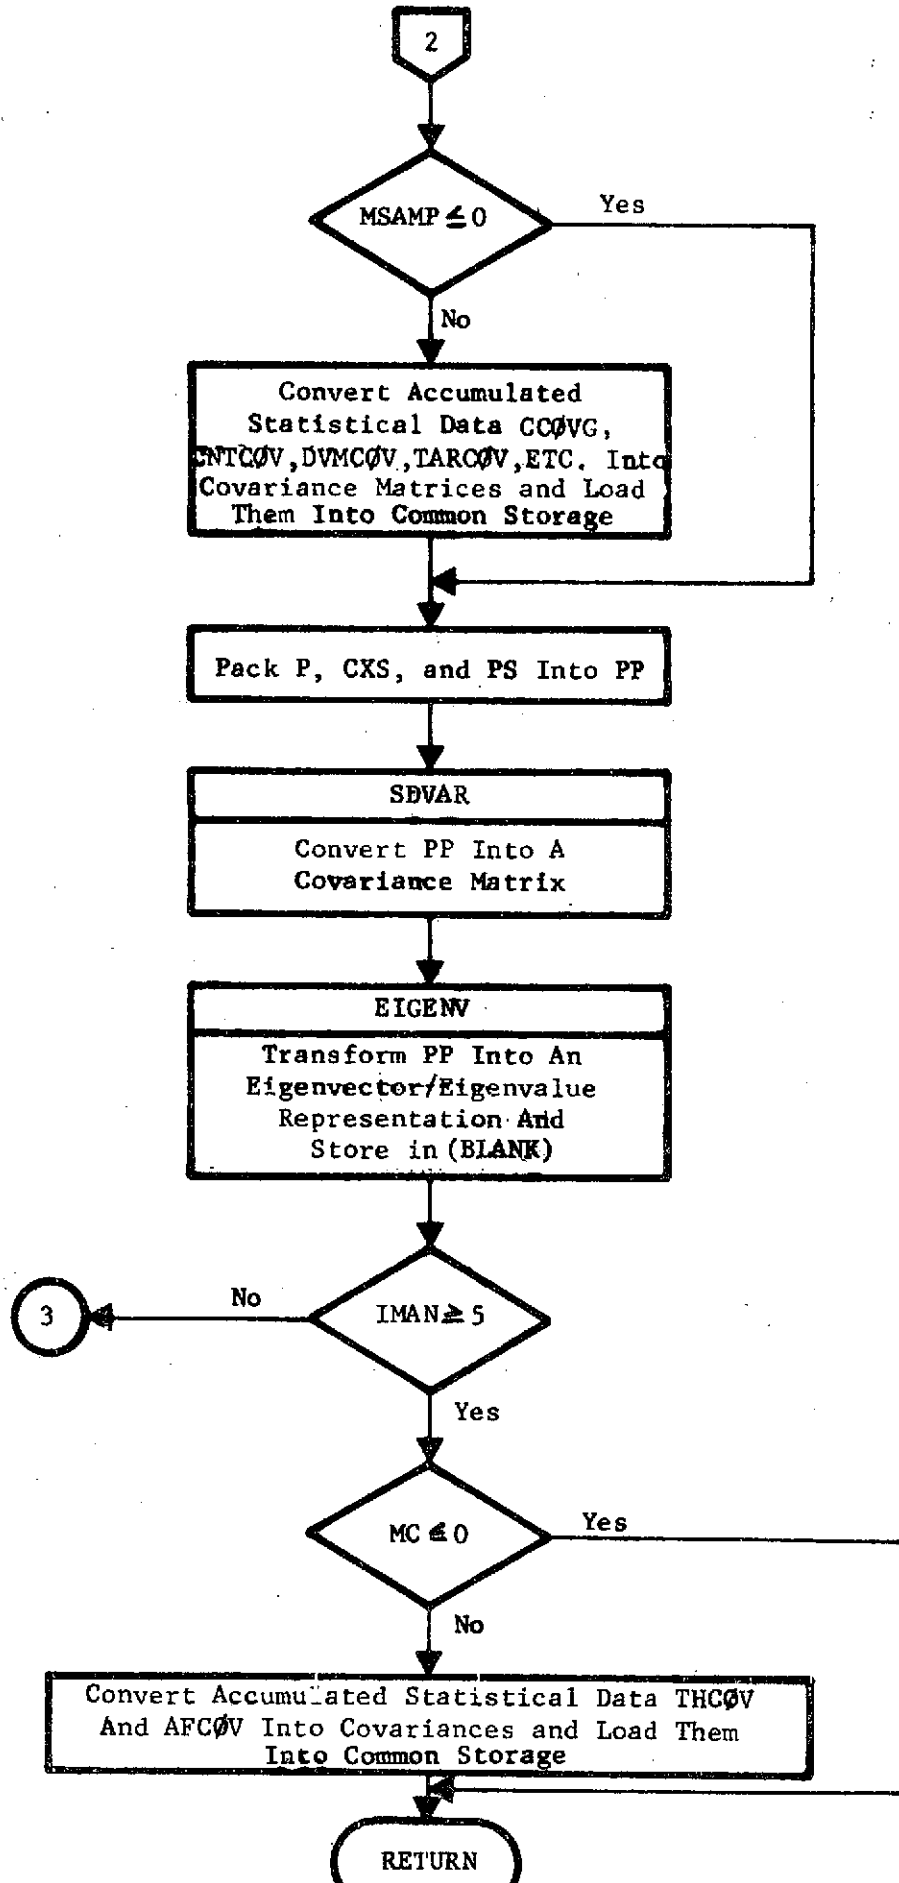 2
MSAMP ≤ 0
Yes
No
Convert Accumulated
Statistical Data CCØVG,
CNTCØV,DVMCØV,TARCØV,ETC. Into
Covariance Matrices and Load
Them Into Common Storage
Pack P, CXS, and PS Into PP
SDVAR
Convert PP Into A
Covariance Matrix
EIGENV
Transform PP Into An
Eigenvector/Eigenvalue
Representation And
Store in (BLANK)
3
No
IMAN ≥ 5
Yes
MC ≤ 0
Yes
No
Convert Accumulated Statistical Data THCØV
And AFCØV Into Covariances and Load Them
Into Common Storage
RETURN